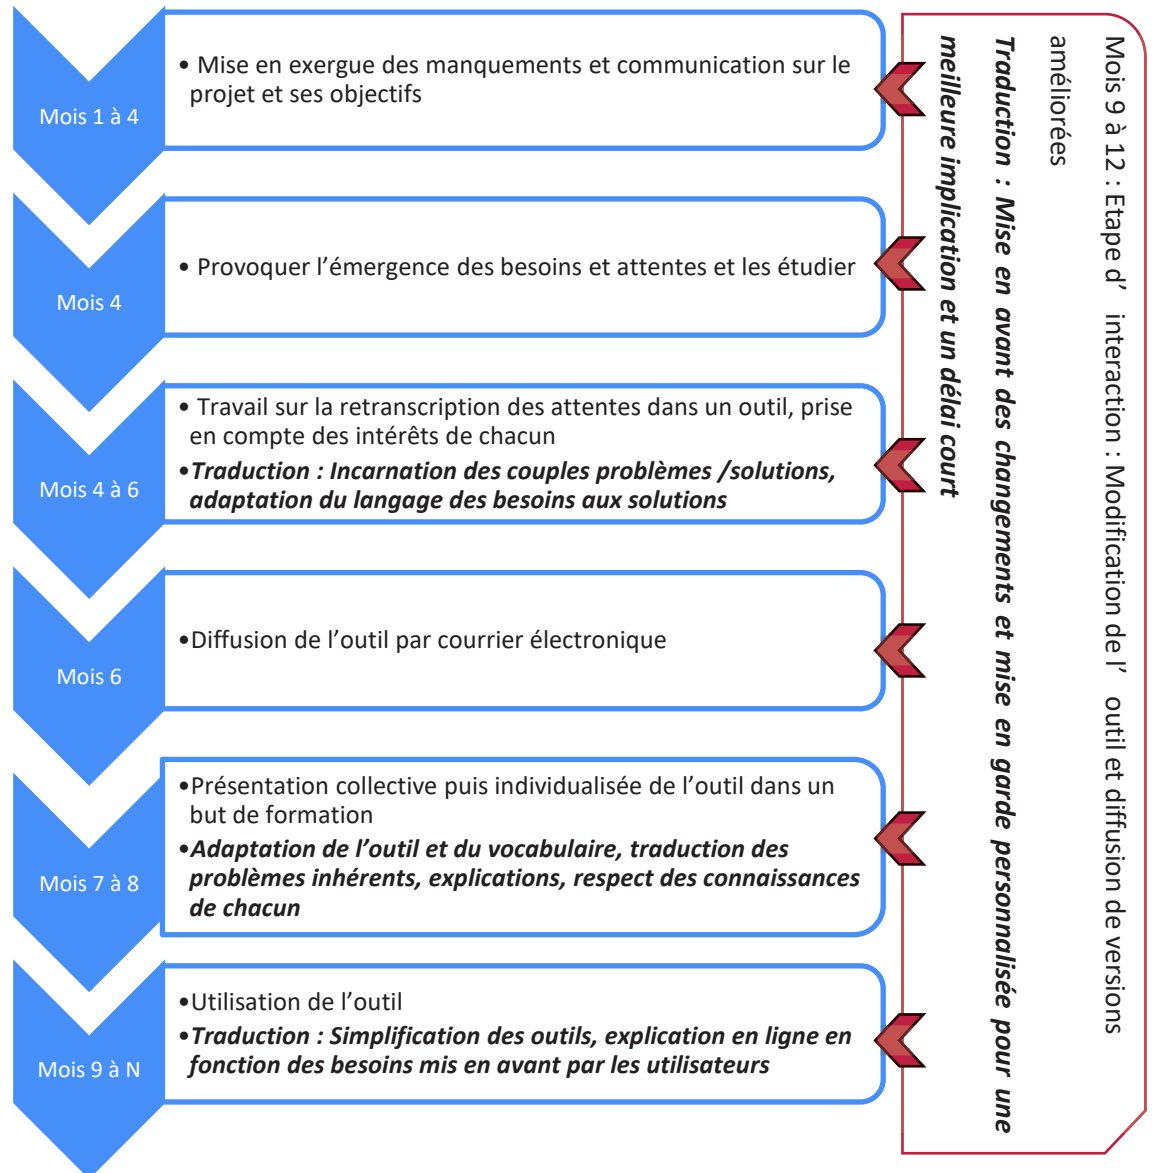 Mois 1 à 4
• Mise en exergue des manquements et communication sur le
projet et ses objectifs
Mois 4
• Provoquer l’émergence des besoins et attentes et les étudier
Mois 4 à 6
• Travail sur la retranscription des attentes dans un outil, prise
en compte des intérêts de chacun
•Traduction : Incarnation des couples problèmes /solutions,
adaptation du langage des besoins aux solutions
Mois 6
•Diffusion de l’outil par courrier électronique
Mois 7 à 8
•Présentation collective puis individualisée de l’outil dans un
but de formation
•Adaptation de l’outil et du vocabulaire, traduction des
problèmes inhérents, explications, respect des connaissances
de chacun
Mois 9 à N
•Utilisation de l’outil
•Traduction : Simplification des outils, explication en ligne en
fonction des besoins mis en avant par les utilisateurs
Mois 9 à 12 : Etape d’ interaction : Modification de l’ outil et diffusion de versions
améliorées
Traduction : Mise en avant des changements et mise en garde personnalisée pour une
meilleure implication et un délai court